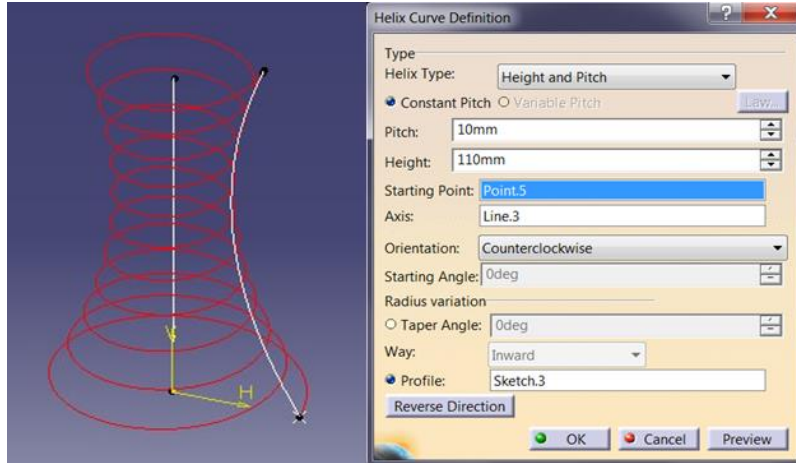 Helix Curve Definition
?
X
Type
Helix Type: Height and Pitch
Constant Pitch Variable Pitch Law...
Pitch: 10mm
Height: 110mm
Starting Point: Point.5
Axis: Line.3
Orientation: Counterclockwise
Starting Angle: 0deg
Radius variation
Taper Angle: 0deg
Way: Inward
Profile: Sketch.3
Reverse Direction
OK Cancel Preview
V
H